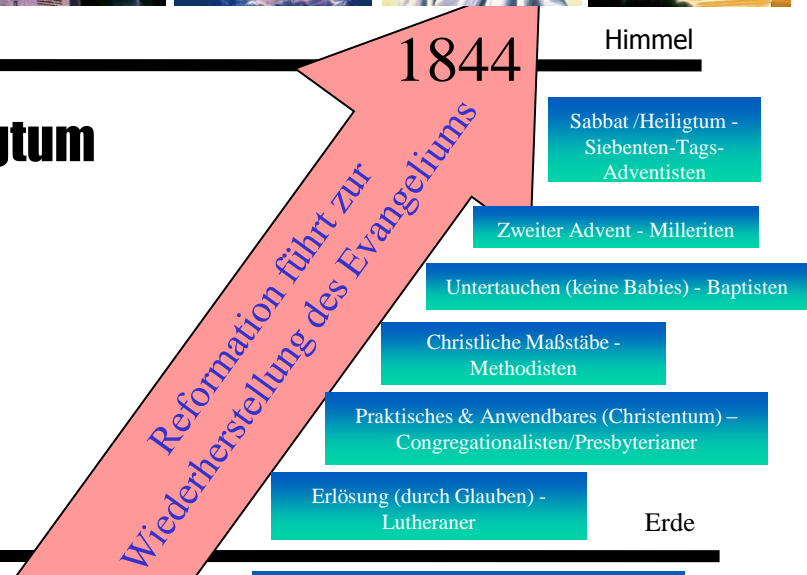 Himmel
1844
gtum
Sabbat /Heiligtum -
Siebenten-Tags-
Adventisten
Zweiter Advent - Milleriten
Untertauchen (keine Babies) - Baptisten
Christliche Maßstäbe -
Methodisten
Praktisches & Anwendbares (Christentum) –
Congregationalisten/Presbyterianer
Erlösung (durch Glauben) -
Lutheraner
Reformation führt zur
Wiederherstellung des Evangeliums
Erde